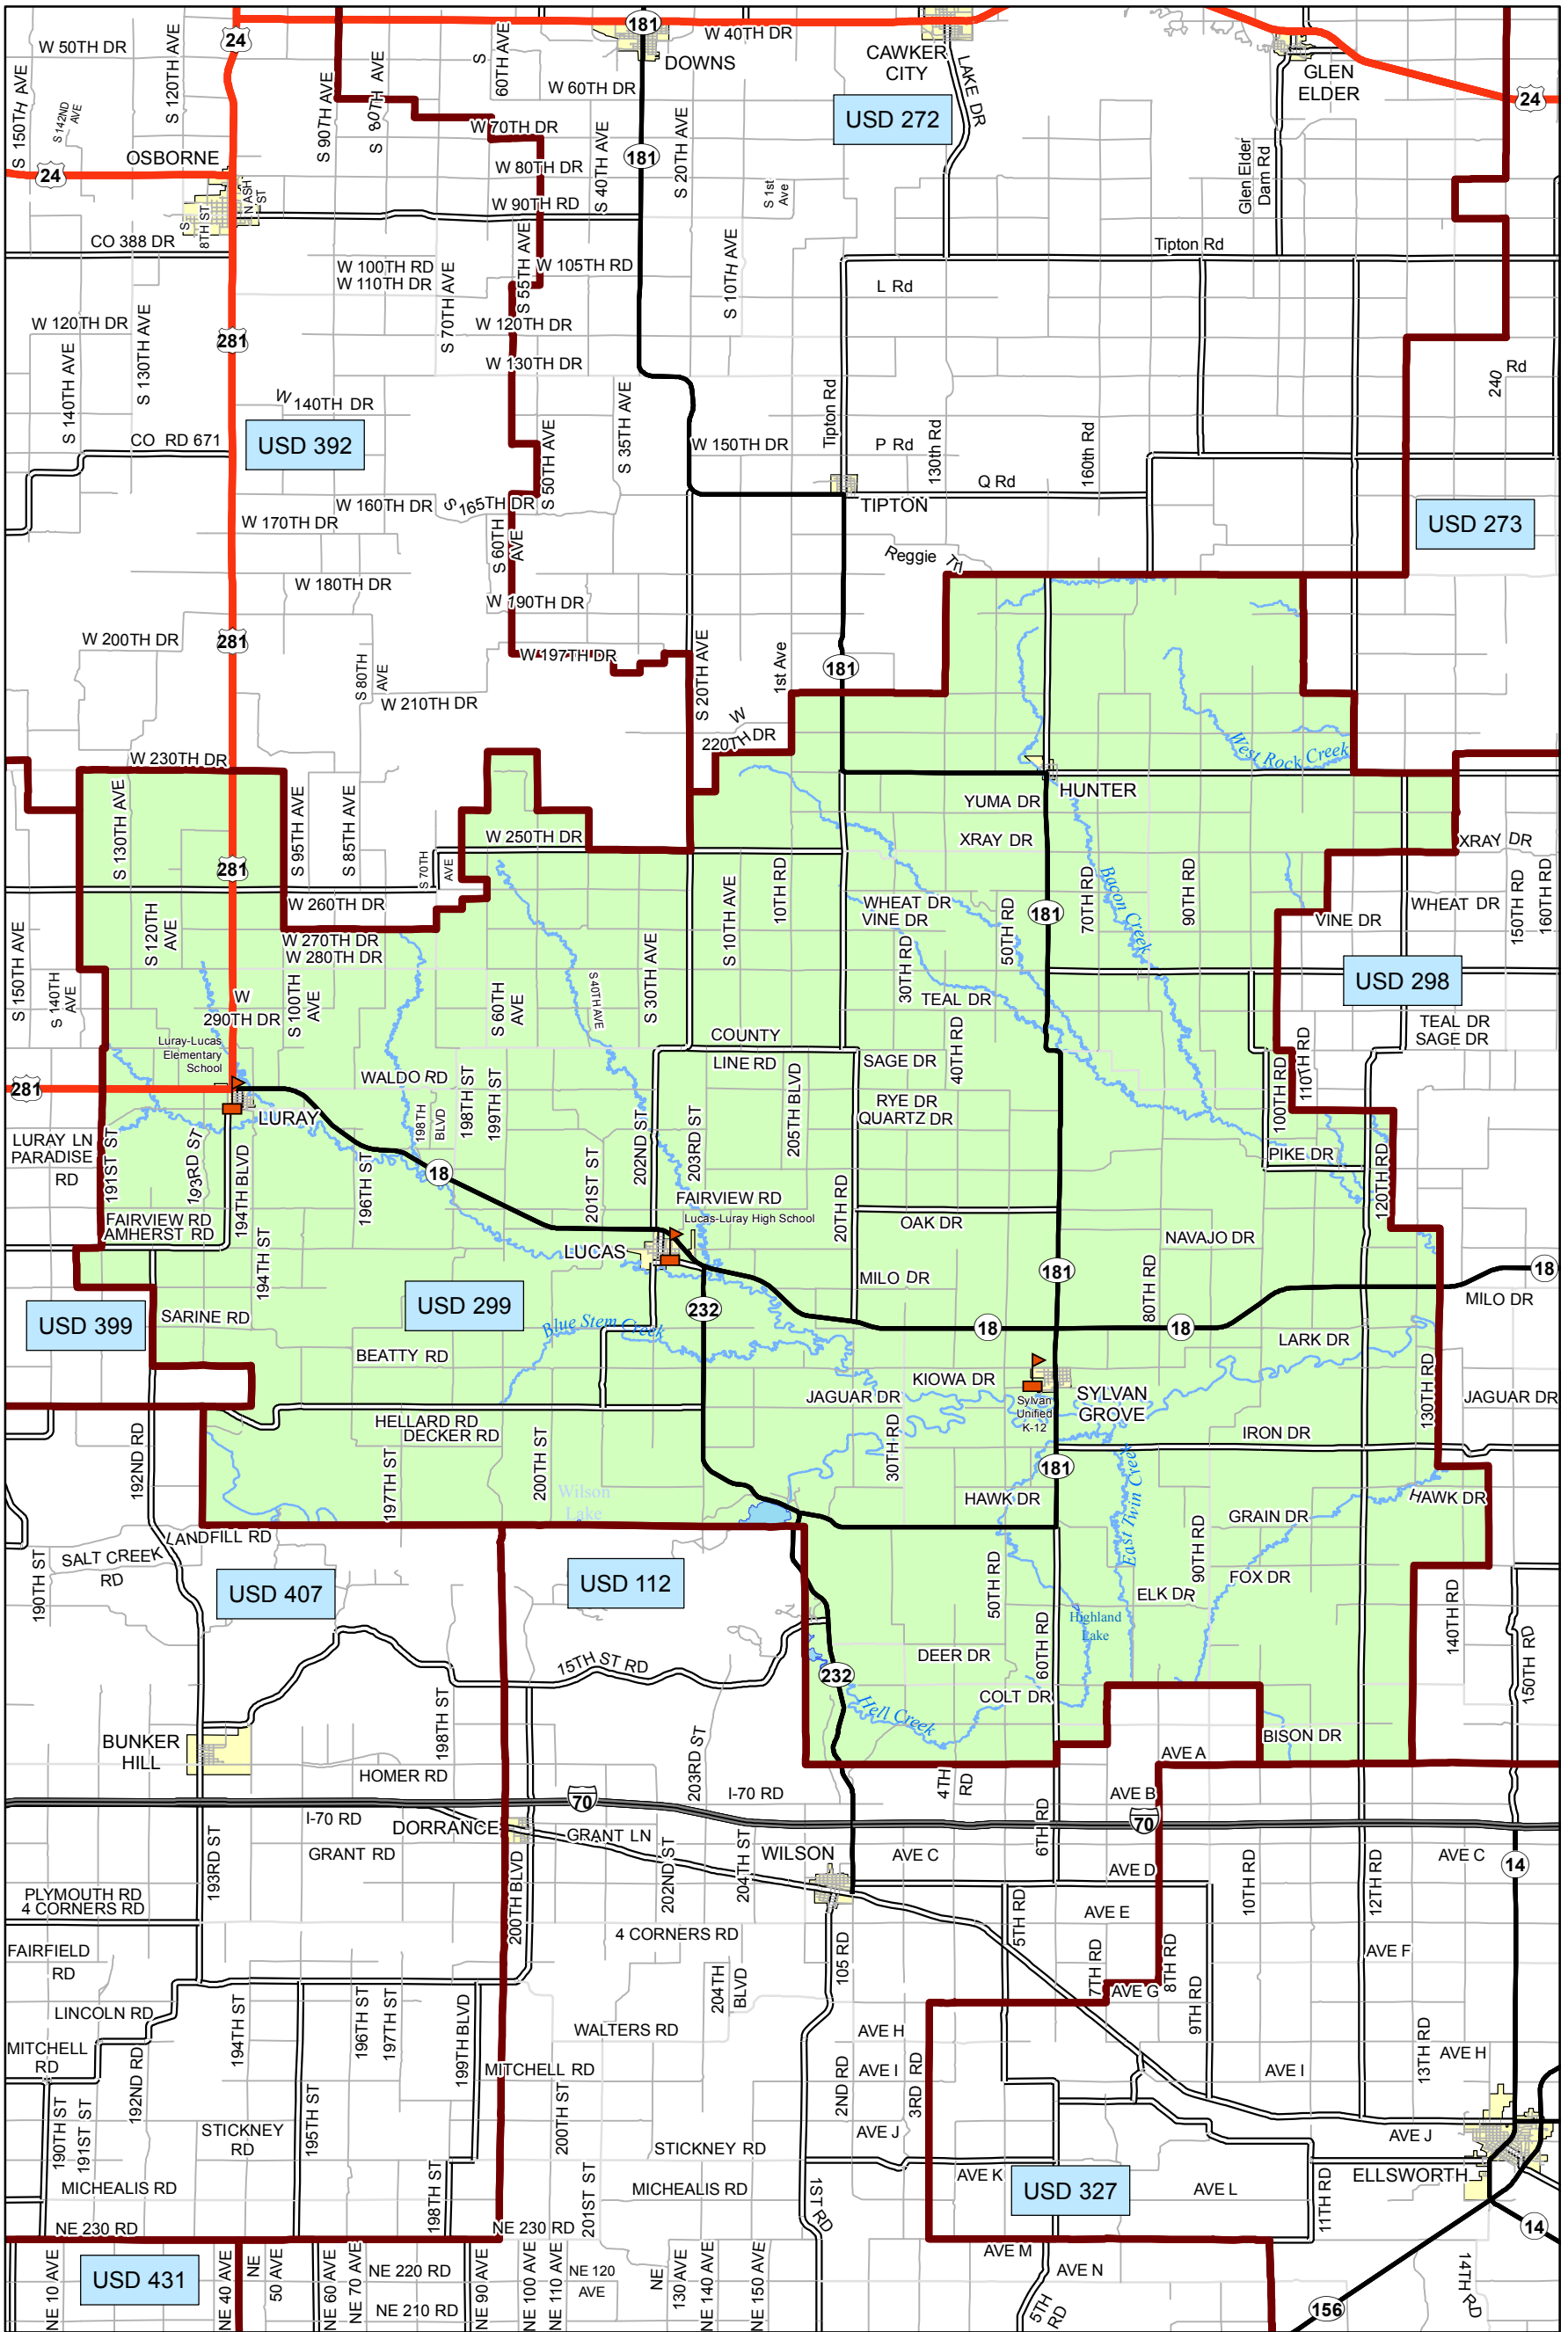 181
W 50TH DR
24
W 40TH DR
S 120TH AVE
S
60TH AVE
DOWNS
CAWKER
CITY
LAKE DR
GLEN
ELDER
24
S 150TH AVE
S 142ND
AVE
S 90TH AVE
S 80TH AVE
W 60TH DR
USD 272
W 70TH DR
OSBORNE
24
W 80TH DR
181
S 40TH AVE
S 20TH AVE
S 1st
Ave
Glen Elder
Dam Rd
N ASH
ST
S
8TH ST
W 90TH RD
CO 388 DR
Tipton Rd
W 100TH RD
W 110TH DR
S 70TH AVE
S 55TH AVE
W 105TH RD
S 10TH AVE
L Rd
W 120TH DR
S 130TH AVE
281
W 120TH DR
S 140TH AVE
W 130TH DR
240
Rd
W 140TH DR
CO RD 671
USD 392
S 50TH AVE
S 35TH AVE
W 150TH DR
Tipton Rd
P Rd
130th Rd
160th Rd
Q Rd
TIPTON
W 160TH DR
S 165TH DR
W 170TH DR
S 60TH
AVE
USD 273
Reggie Trl
W 180TH DR
W 190TH DR
W 200TH DR
281
W 197TH DR
S 80TH
AVE
S 20TH AVE
1st Ave
181
W 210TH DR
W
220TH DR
W 230TH DR
West Rock Creek
HUNTER
S 130TH AVE
S 95TH AVE
S 85TH AVE
YUMA DR
W 250TH DR
XRAY DR
XRAY DR
281
S 70TH
AVE
10TH RD
70TH RD
Bacon Creek
90TH RD
W 260TH DR
WHEAT DR
VINE DR
181
VINE DR
WHEAT DR
150TH RD
160TH RD
S 150TH AVE
S 120TH
AVE
W 270TH DR
W 280TH DR
S 10TH AVE
50TH RD
S 140TH
AVE
S 100TH
AVE
S 60TH
AVE
S 40TH AVE
S 30TH AVE
30TH RD
USD 298
W
290TH DR
TEAL DR
TEAL DR
SAGE DR
Luray-Lucas
Elementary
School
COUNTY
LINE RD
SAGE DR
40TH RD
281
WALDO RD
198TH ST
199TH ST
205TH BLVD
100TH RD
110TH RD
LURAY
198TH
BLVD
202ND ST
203RD ST
RYE DR
QUARTZ DR
LURAY LN
PARADISE
RD
191ST ST
193RD ST
194TH BLVD
196TH ST
18
201ST ST
PIKE DR
120TH RD
FAIRVIEW RD
AMHERST RD
FAIRVIEW RD
Lucas-Luray High School
20TH RD
OAK DR
NAVAJO DR
LUCAS
194TH ST
MILO DR
181
80TH RD
18
MILO DR
USD 399
SARINE RD
USD 299
232
Blue Stem Creek
18
18
LARK DR
BEATTY RD
KIOWA DR
JAGUAR DR
Sylvan
Unified
K-12
SYLVAN
GROVE
130TH RD
JAGUAR DR
HELLARD RD
DECKER RD
30TH RD
IRON DR
192ND RD
197TH ST
200TH ST
181
East Twin Creek
Wilson
Lake
HAWK DR
HAWK DR
LANDFILL RD
GRAIN DR
190TH ST
SALT CREEK
RD
USD 407
USD 112
50TH RD
90TH RD
FOX DR
ELK DR
Highland
Lake
140TH RD
60TH RD
150TH RD
15TH ST RD
DEER DR
232
COLT DR
Hell Creek
BUNKER
HILL
198TH ST
203RD ST
BISON DR
AVE A
HOMER RD
4TH
RD
I-70 RD
AVE B
70
I-70 RD
DORRANCE
6TH RD
70
GRANT RD
GRANT LN
WILSON
AVE C
AVE C
193RD ST
202ND ST
204TH ST
AVE D
14
PLYMOUTH RD
4 CORNERS RD
200TH BLVD
10TH RD
12TH RD
4 CORNERS RD
5TH RD
AVE E
FAIRFIELD
RD
105 RD
7TH RD
8TH RD
AVE F
LINCOLN RD
204TH
BLVD
AVE G
194TH ST
196TH ST
197TH ST
199TH BLVD
WALTERS RD
AVE H
9TH RD
MITCHELL
RD
13TH RD
AVE H
192ND RD
MITCHELL RD
2ND RD
AVE I
3RD RD
AVE I
190TH ST
191ST ST
195TH ST
200TH ST
STICKNEY
RD
AVE J
AVE J
STICKNEY RD
ELLSWORTH
MICHEALIS RD
198TH ST
201ST ST
MICHEALIS RD
1ST RD
AVE K
USD 327
AVE L
11TH RD
NE 230 RD
NE 230 RD
14
AVE M
USD 431
NE 10 AVE
NE 40 AVE
NE
50 AVE
NE 60 AVE
NE 70 AVE
NE 220 RD
NE 210 RD
NE 90 AVE
NE 100 AVE
NE 110 AVE
NE 120
AVE
NE
130 AVE
NE 140 AVE
NE 150 AVE
AVE N
5TH
RD
14TH RD
156